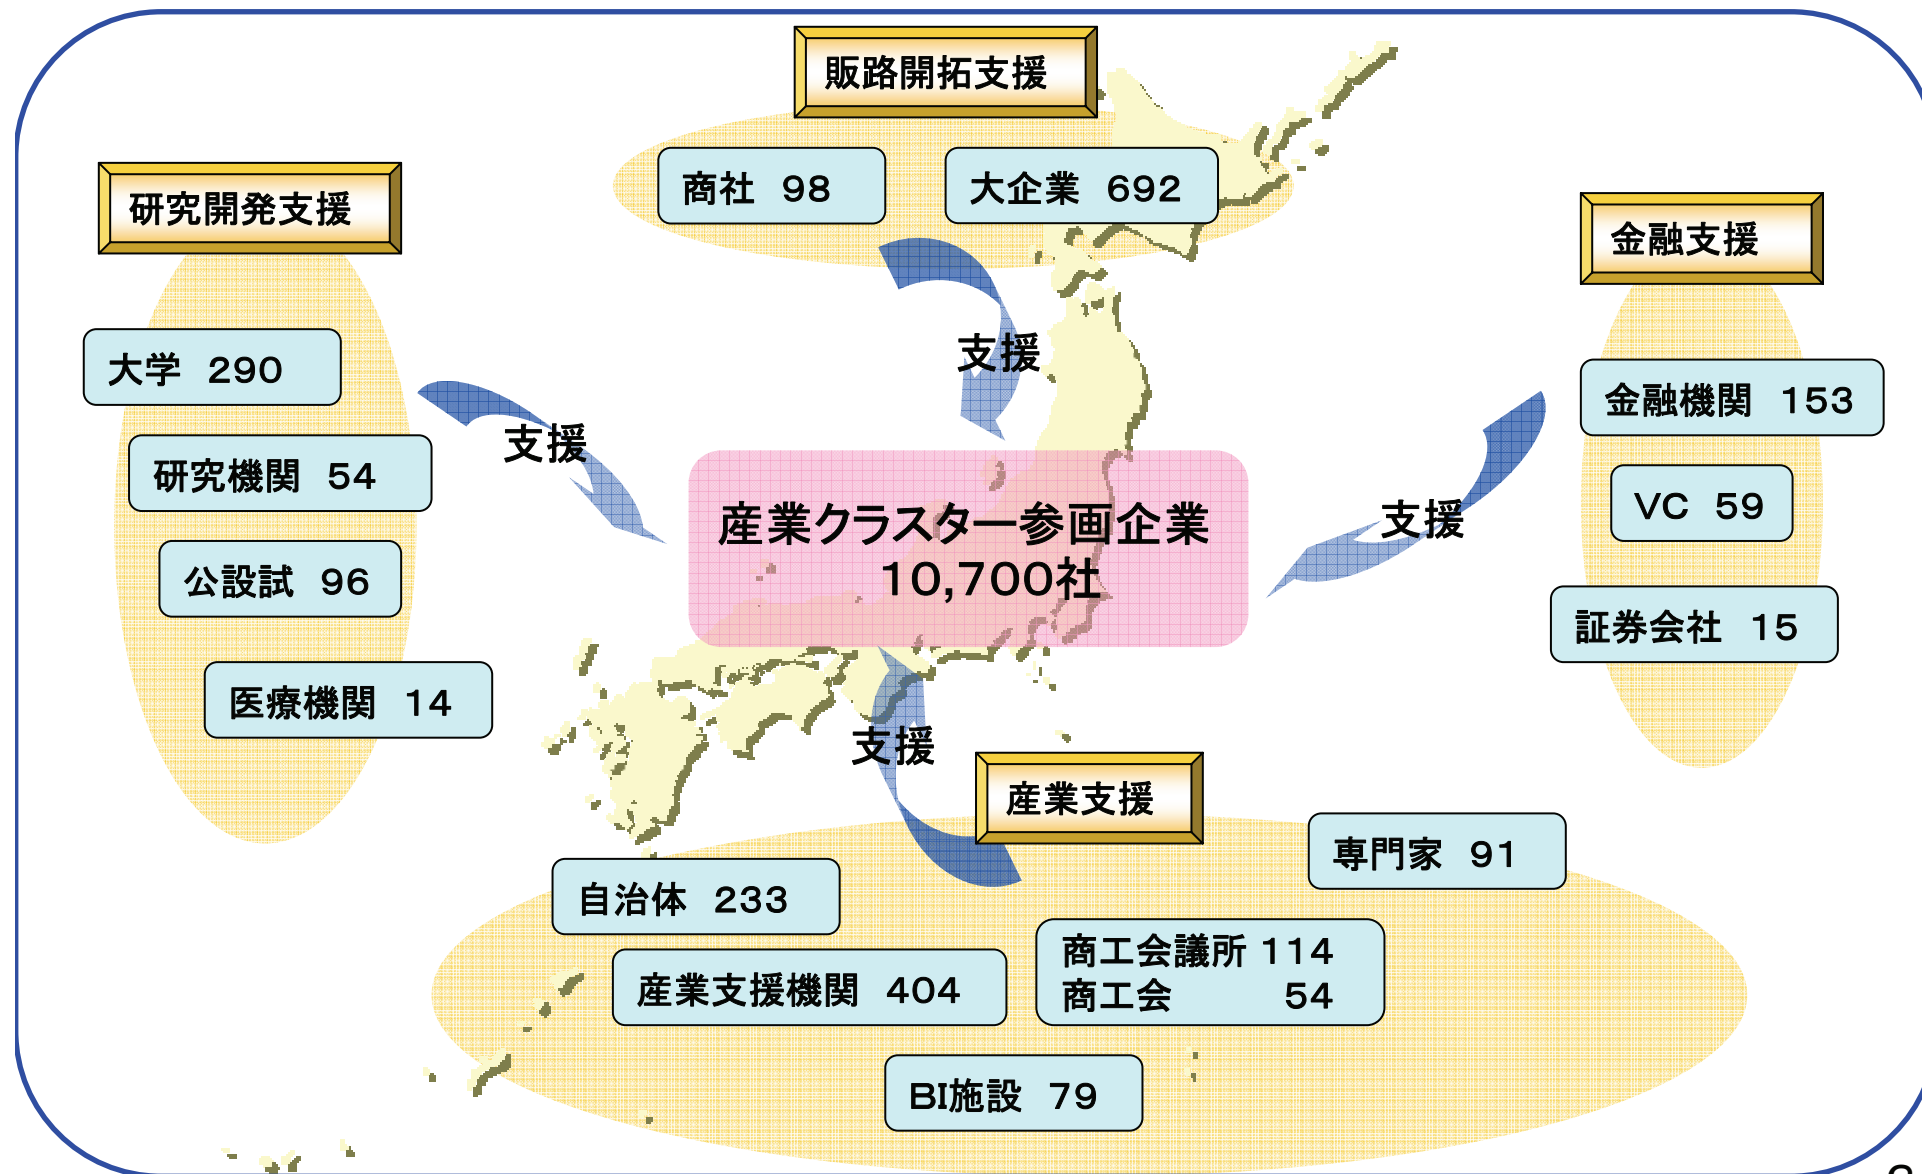 販路開拓支援
商社 98
大企業 692
研究開発支援
大学 290
研究機関 54
公設試 96
医療機関 14
金融支援
金融機関 153
VC 59
証券会社 15
支援
支援
支援
産業クラスター参画企業
10,700社
支援
産業支援
専門家 91
自治体 233
産業支援機関 404
商工会議所 114
商工会 54
BI施設 79